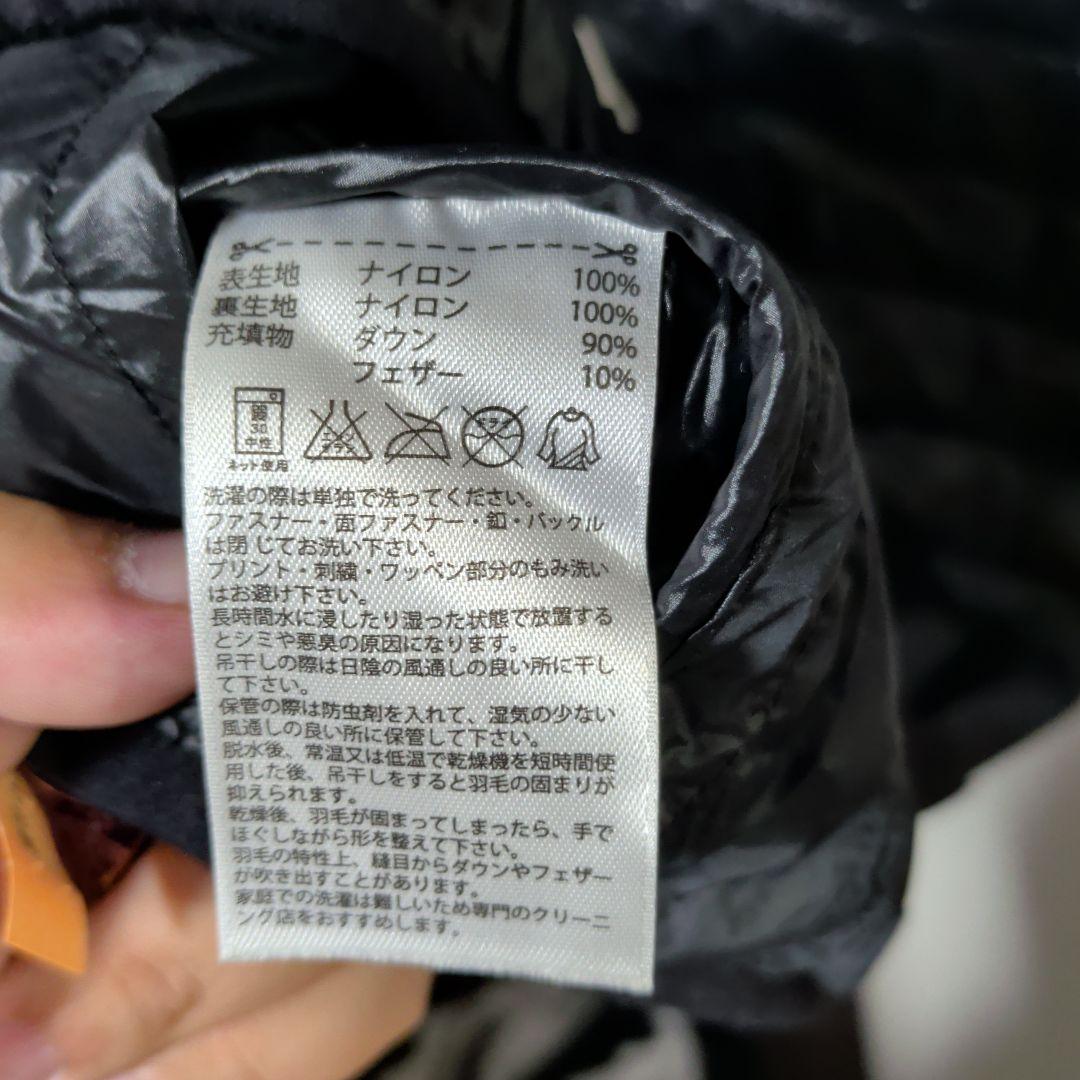 表生地 ナイロン 100%
裏生地 ナイロン 100%
充填物 ダウン 90%
フェザー 10%
弱
30
中性
ネット使用
エンソ
サラシ
ドライ
洗濯の際は単独で洗ってください。
ファスナー・面ファスナー・釦・バックル
は閉じてお洗い下さい。
プリント・刺繍・ワッペン部分のもみ洗い
はお避け下さい。
長時間水に浸したり湿った状態で放置する
とシミや悪臭の原因になります。
吊干しの際は日陰の風通しの良い所に干し
て下さい。
保管の際は防虫剤を入れて、湿気の少ない
風通しの良い所に保管して下さい。
脱水後、常温又は低温で乾燥機を短時間使
用した後、吊干しをすると羽毛の固まりが
抑えられます。
乾燥後、羽毛が固まってしまったら、手で
ほぐしながら形を整えて下さい。
羽毛の特性上、縫目からダウンやフェザー
が吹き出すことがあります。
家庭での洗濯は難しいため専門のクリーニ
ング店をおすすめします。